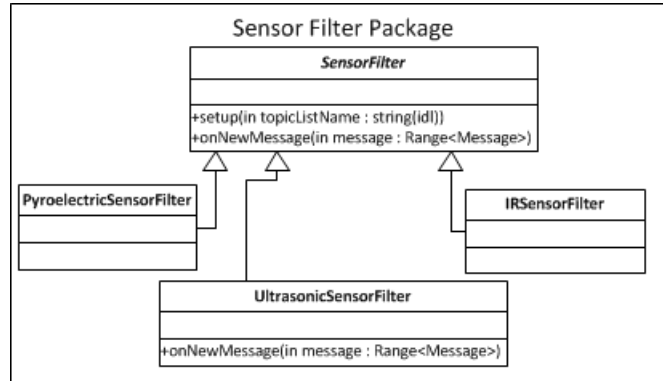 Sensor Filter Package
SensorFilter
+setup(in topicListName : string(idl))
+onNewMessage(in message : Range<Message>)
PyroelectricSensorFilter
IRSensorFilter
UltrasonicSensorFilter
+onNewMessage(in message : Range<Message>)